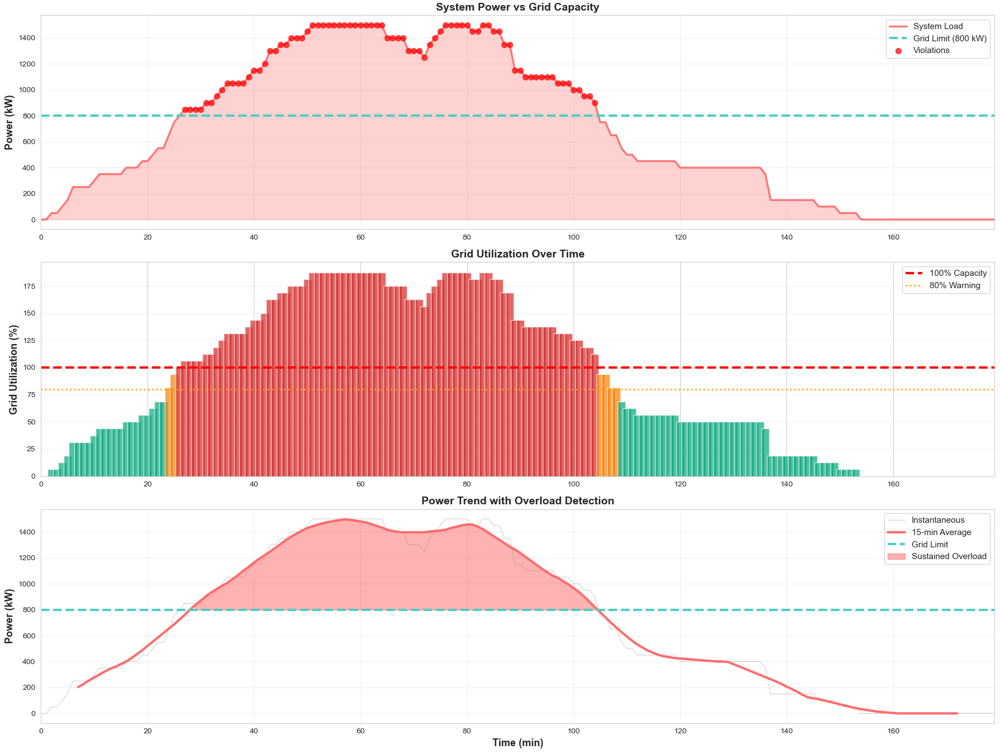 System Power vs Grid Capacity
Power (kW)
1400
1200
1000
800
600
400
200
0
0 20 40 60 80 100 120 140 160
System Load
Grid Limit (800 kW)
Violations
Grid Utilization Over Time
Grid Utilization (%)
175
150
125
100
75
50
25
0
0 20 40 60 80 100 120 140 160
100% Capacity
80% Warning
Power Trend with Overload Detection
Power (kW)
1400
1200
1000
800
600
400
200
0
0 20 40 60 80 100 120 140 160
Instantaneous
15-min Average
Grid Limit
Sustained Overload
Time (min)